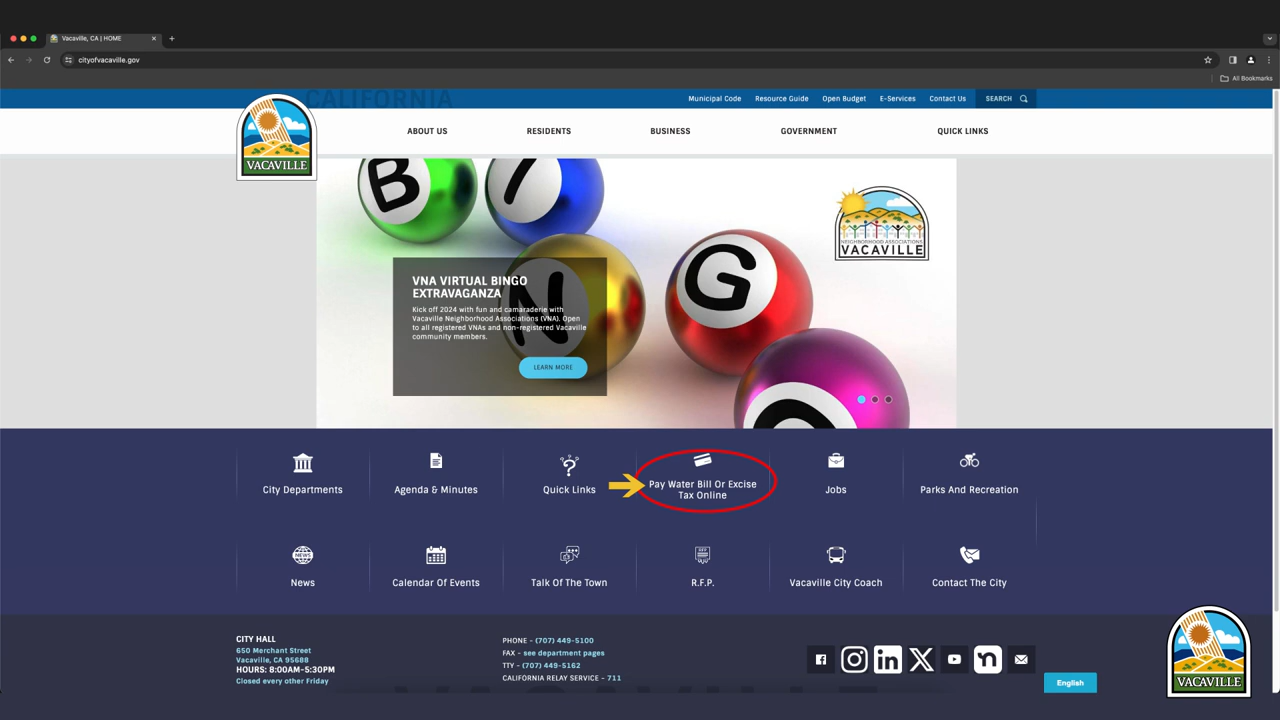 Vacaville, CA | HOME
cityofvacaville.gov
All Bookmarks
CALIFORNIA
Municipal Code
Resource Guide
Open Budget
E-Services
Contact Us
SEARCH
VACAVILLE
ABOUT US
RESIDENTS
BUSINESS
GOVERNMENT
QUICK LINKS
B
I
N
G
O
NEIGHBORHOOD ASSOCIATIONS
VACAVILLE
VNA VIRTUAL BINGO
EXTRAVAGANZA
Kick off 2024 with fun and camaraderie with
Vacaville Neighborhood Associations (VNA). Open
to all registered VNAs and non-registered Vacaville
community members.
LEARN MORE
City Departments
Agenda & Minutes
Quick Links
Pay Water Bill Or Excise
Tax Online
Jobs
Parks And Recreation
NEWS
News
Calendar Of Events
Talk Of The Town
RFP
R.F.P.
Vacaville City Coach
Contact The City
CITY HALL
650 Merchant Street
Vacaville, CA 95688
HOURS: 8:00AM-5:30PM
Closed every other Friday
PHONE - (707) 449-5100
FAX - see department pages
TTY - (707) 449-5162
CALIFORNIA RELAY SERVICE - 711
in
X
English
VACAVILLE